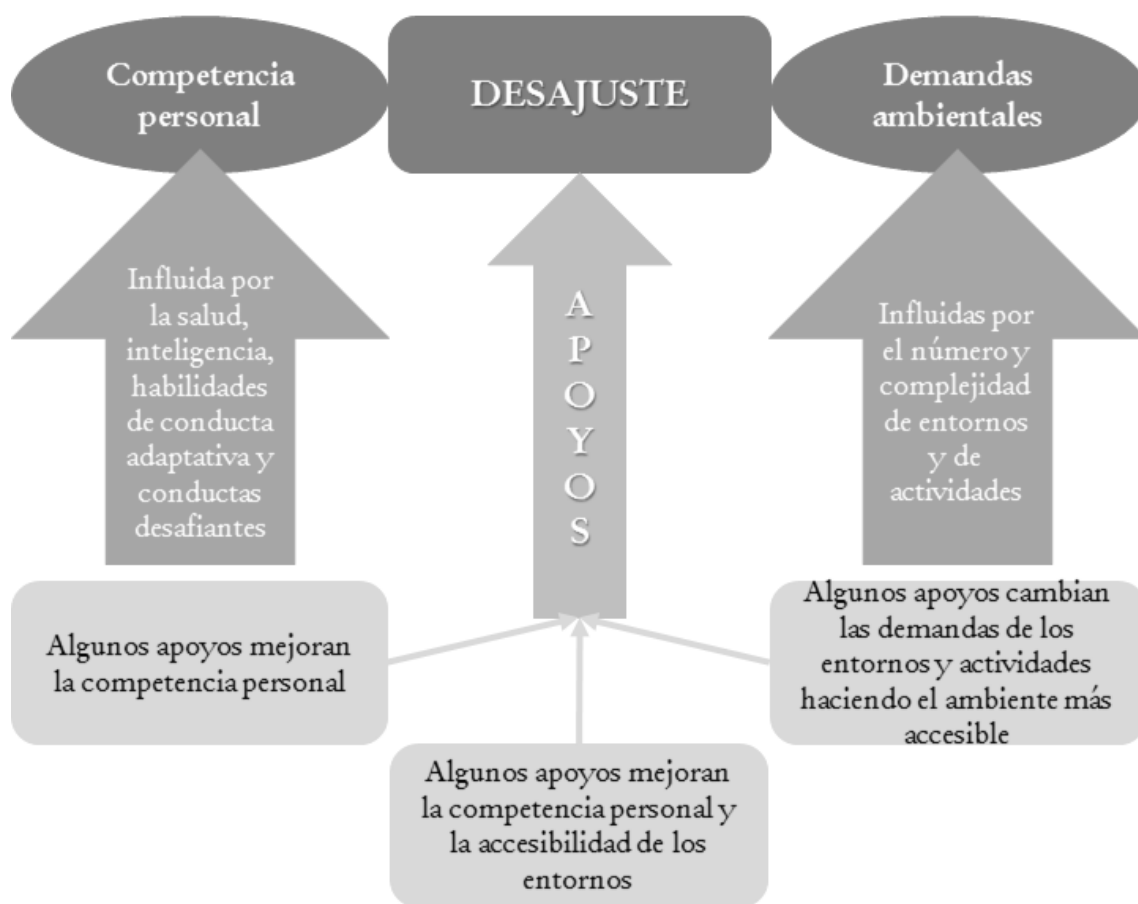 Competencia
personal
DESAJUSTE
Demandas
ambientales
Influida por
la salud,
inteligencia,
habilidades
de conducta
adaptativa y
conductas
desafiantes
A
P
O
Y
O
S
Influidas por
el número y
complejidad
de entornos
y de
actividades
Algunos apoyos mejoran
la competencia personal
Algunos apoyos mejoran
la competencia personal y
la accesibilidad de los
entornos
Algunos apoyos cambian
las demandas de los
entornos y actividades
haciendo el ambiente más
accesible